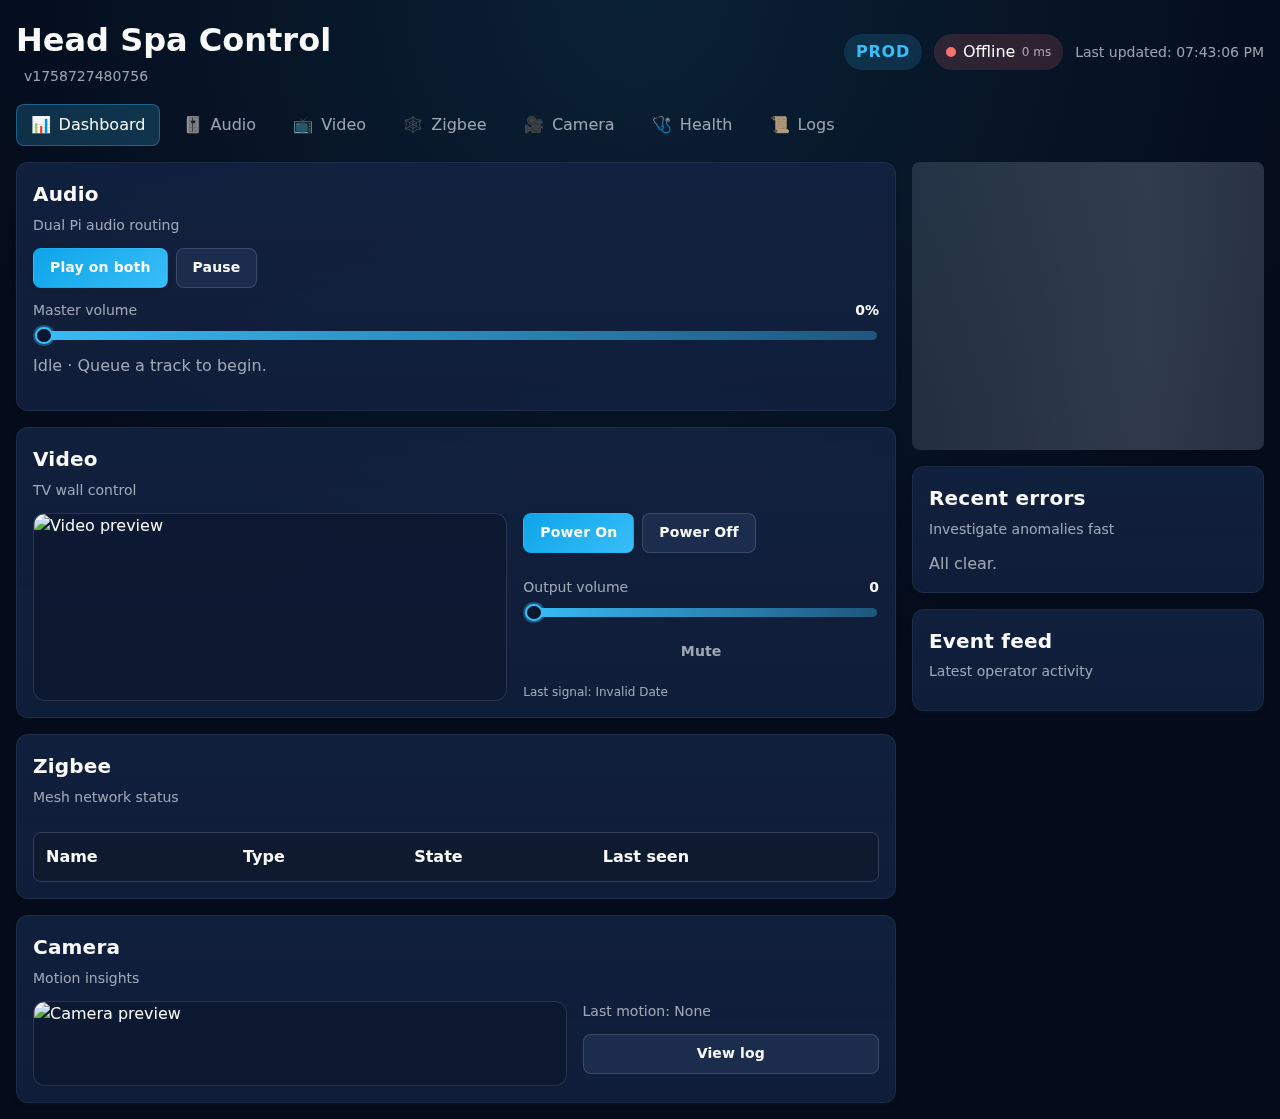 Head Spa Control
v1758727480756
PROD
Offline 0 ms
Last updated: 07:43:06 PM
Dashboard
Audio
Video
Zigbee
Camera
Health
Logs
Audio
Dual Pi audio routing
Play on both
Pause
Master volume
0%
Idle · Queue a track to begin.
Video
TV wall control
Video preview
Power On
Power Off
Output volume
0
Mute
Last signal: Invalid Date
Zigbee
Mesh network status
Name Type State Last seen
Camera
Motion insights
Camera preview
Last motion: None
View log
Recent errors
Investigate anomalies fast
All clear.
Event feed
Latest operator activity